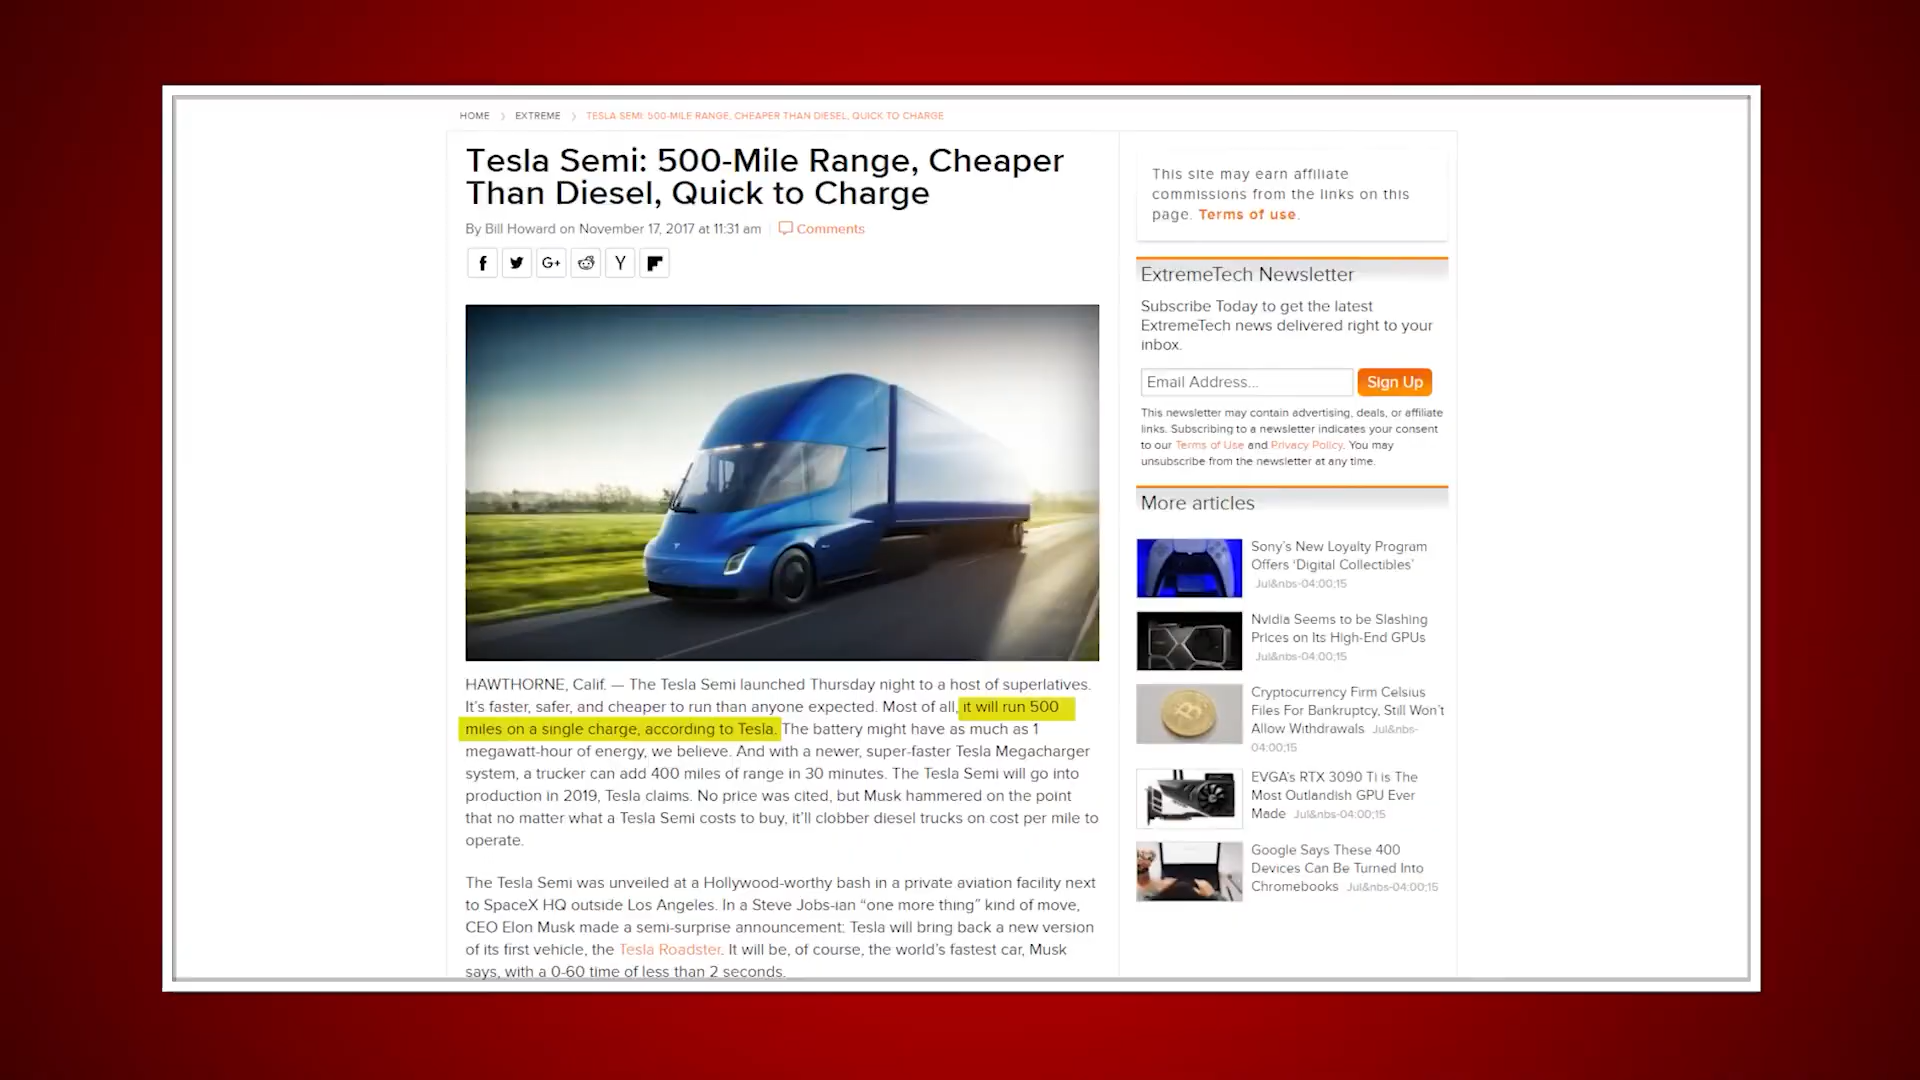 HOME > EXTREME > TESLA SEMI: 500-MILE RANGE, CHEAPER THAN DIESEL, QUICK TO CHARGE
Tesla Semi: 500-Mile Range, Cheaper
Than Diesel, Quick to Charge
By Bill Howard on November 17, 2017 at 11:31 am Comments
f G+ Y
HAWTHORNE, Calif. — The Tesla Semi launched Thursday night to a host of superlatives.
It's faster, safer, and cheaper to run than anyone expected. Most of all, it will run 500
miles on a single charge, according to Tesla. The battery might have as much as 1
megawatt-hour of energy, we believe. And with a newer, super-faster Tesla Megacharger
system, a trucker can add 400 miles of range in 30 minutes. The Tesla Semi will go into
production in 2019, Tesla claims. No price was cited, but Musk hammered on the point
that no matter what a Tesla Semi costs to buy, it'll clobber diesel trucks on cost per mile to
operate.
The Tesla Semi was unveiled at a Hollywood-worthy bash in a private aviation facility next
to SpaceX HQ outside Los Angeles. In a Steve Jobs-ian “one more thing” kind of move,
CEO Elon Musk made a semi-surprise announcement: Tesla will bring back a new version
of its first vehicle, the Tesla Roadster. It will be, of course, the world's fastest car, Musk
says, with a 0-60 time of less than 2 seconds.
This site may earn affiliate
commissions from the links on this
page. Terms of use.
ExtremeTech Newsletter
Subscribe Today to get the latest
ExtremeTech news delivered right to your
inbox.
Email Address... Sign Up
This newsletter may contain advertising, deals, or affiliate
links. Subscribing to a newsletter indicates your consent
to our Terms of Use and Privacy Policy. You may
unsubscribe from the newsletter at any time.
More articles
Sony's New Loyalty Program
Offers 'Digital Collectibles'
Jul&nbs-04:00;15
Nvidia Seems to be Slashing
Prices on Its High-End GPUs
Jul&nbs-04:00;15
Cryptocurrency Firm Celsius
Files For Bankruptcy, Still Won't
Allow Withdrawals Jul&nbs-
04:00;15
EVGA's RTX 3090 Ti is The
Most Outlandish GPU Ever
Made Jul&nbs-04:00;15
Google Says These 400
Devices Can Be Turned Into
Chromebooks Jul&nbs-04:00;15